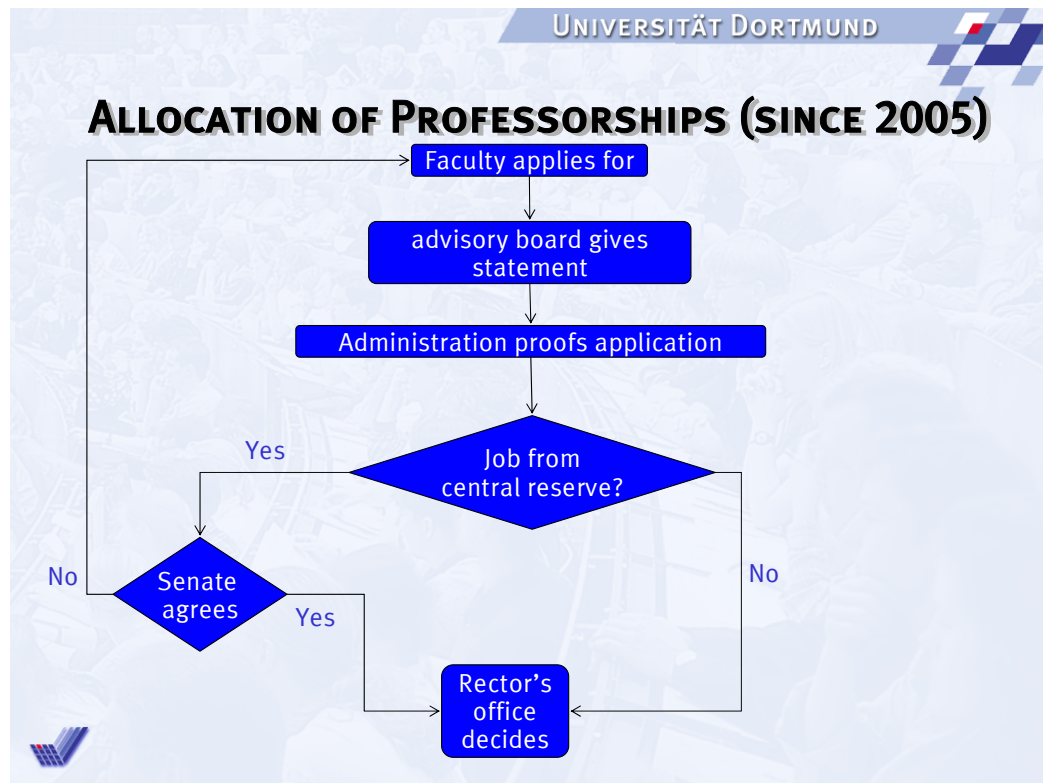 UNIVERSITÄT DORTMUND
ALLOCATION OF PROFESSORSHIPS (SINCE 2005)
Faculty applies for
advisory board gives
statement
Administration proofs application
Yes
Job from
central reserve?
No
Senate
agrees
Yes
No
Rector's
office
decides